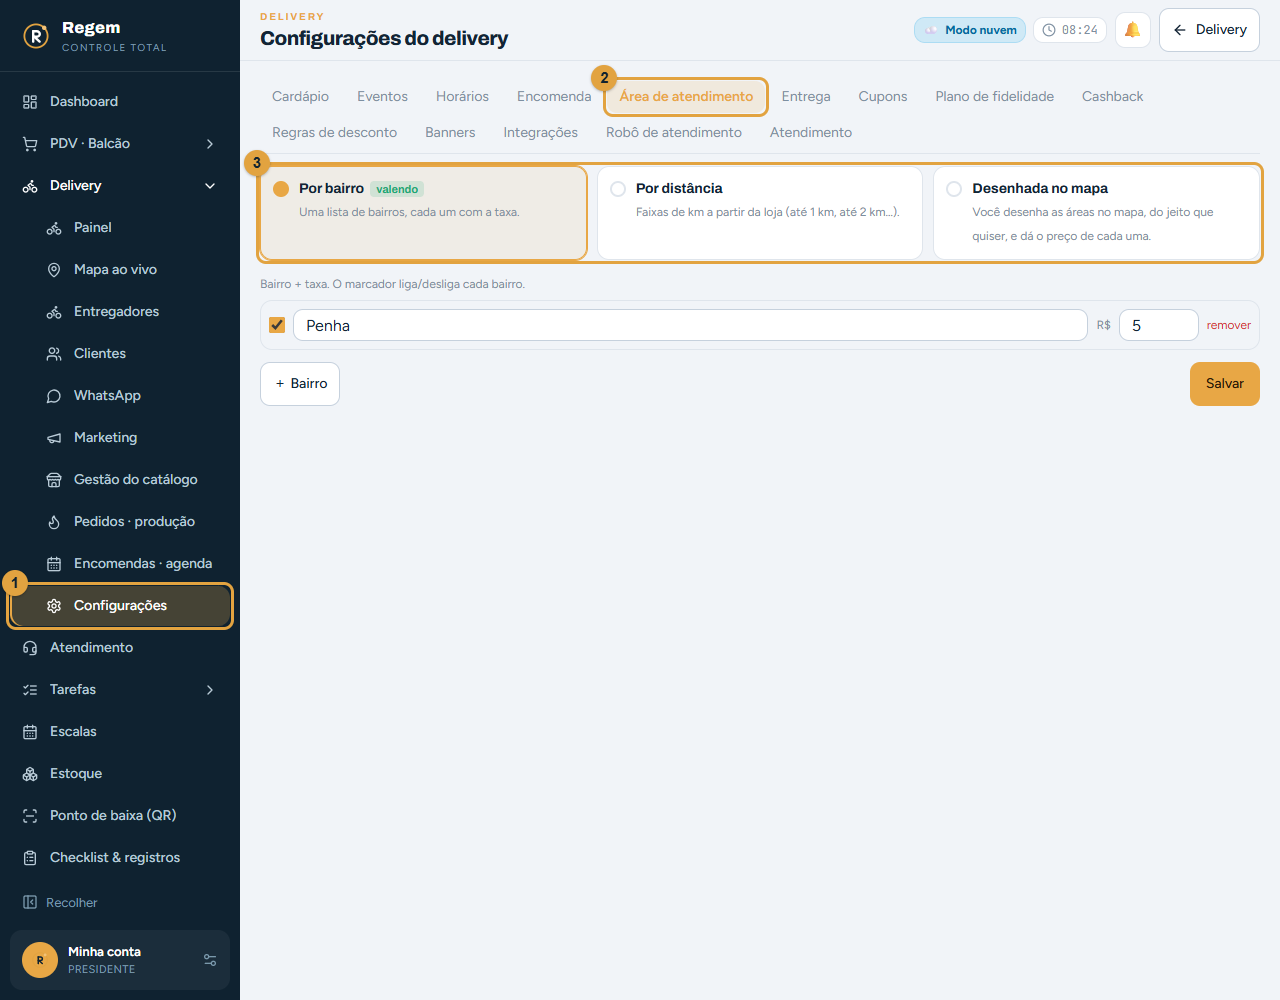 Regem
CONTROLE TOTAL
Dashboard
PDV · Balcão
Delivery
Painel
Mapa ao vivo
Entregadores
Clientes
WhatsApp
Marketing
Gestão do catálogo
Pedidos · produção
Encomendas · agenda
1
Configurações
Atendimento
Tarefas
Escalas
Estoque
Ponto de baixa (QR)
Checklist & registros
Recolher
R
Minha conta
PRESIDENTE
DELIVERY
Configurações do delivery
Modo nuvem
08:24
Delivery
2
Cardápio Eventos Horários Encomenda Área de atendimento Entrega Cupons Plano de fidelidade Cashback
Regras de desconto Banners Integrações Robô de atendimento Atendimento
3
Por bairro valendo
Uma lista de bairros, cada um com a taxa.
Por distância
Faixas de km a partir da loja (até 1 km, até 2 km...).
Desenhada no mapa
Você desenha as áreas no mapa, do jeito que
quiser, e dá o preço de cada uma.
Bairro + taxa. O marcador liga/desliga cada bairro.
Penha R$ 5 remover
+ Bairro
Salvar